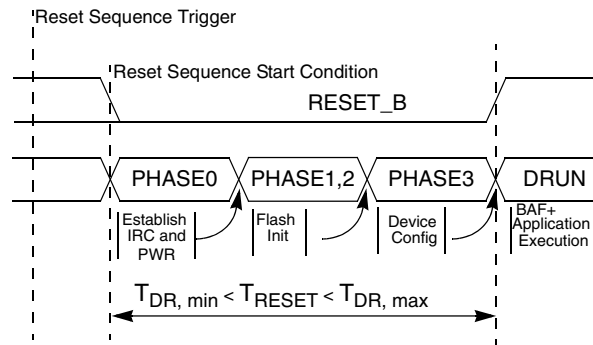 Reset Sequence Trigger
Reset Sequence Start Condition
RESET_B
PHASE0
PHASE1,2
PHASE3
DRUN
Establish
IRC and
PWR
Flash
Init
Device
Config
BAF+
Application
Execution
TDR, min < TRESET < TDR, max